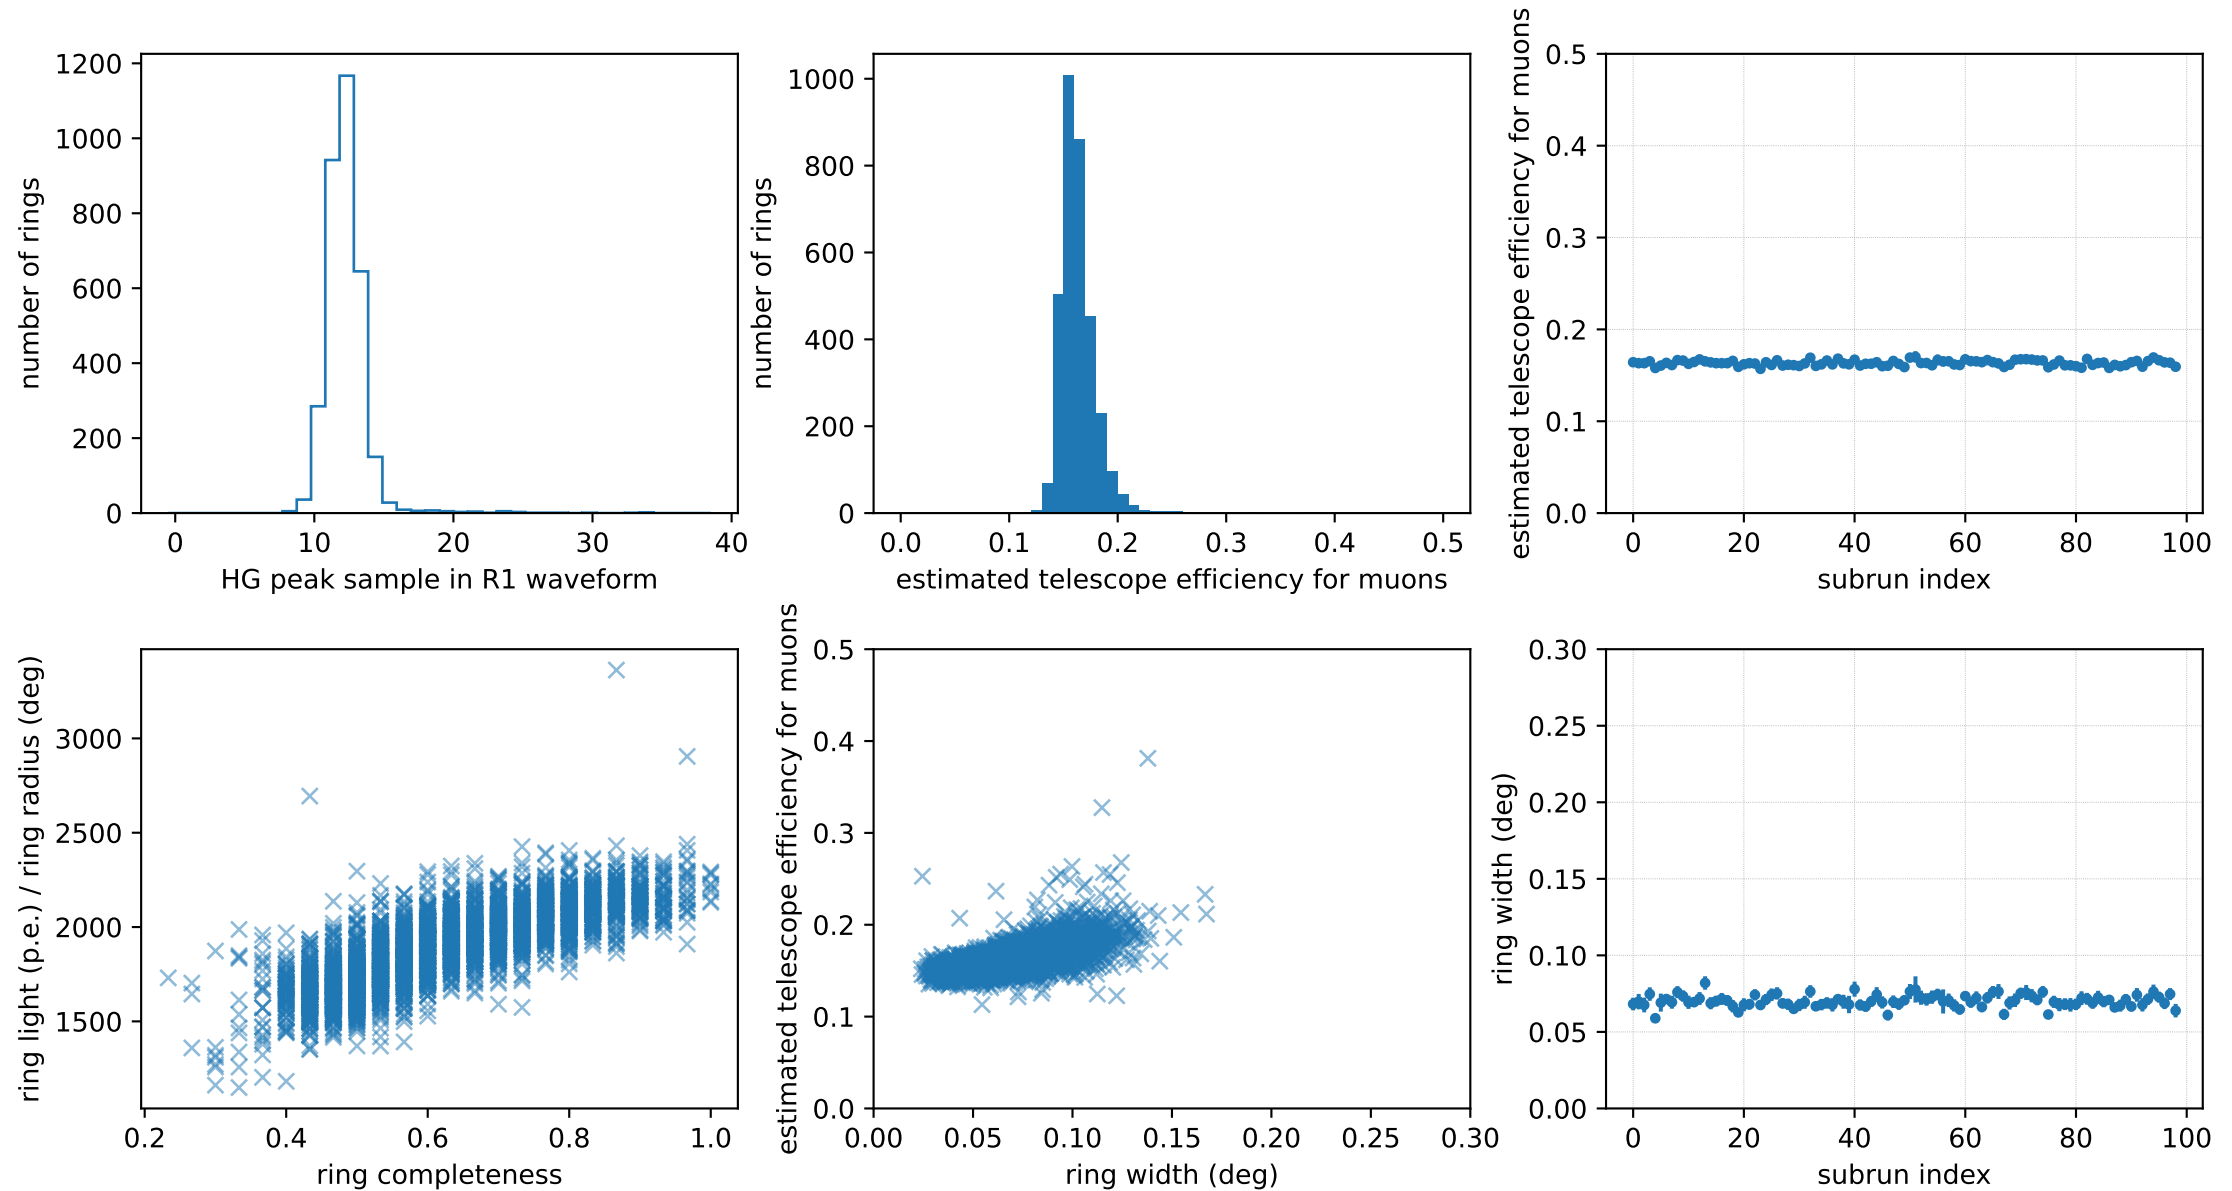 number of rings
1200
1000
800
600
400
200
0
0 10 20 30 40
HG peak sample in R1 waveform
number of rings
1000
800
600
400
200
0
0.0 0.1 0.2 0.3 0.4 0.5
estimated telescope efficiency for muons
estimated telescope efficiency for muons
0.5
0.4
0.3
0.2
0.1
0.0
0 20 40 60 80 100
subrun index
ring light (p.e.) / ring radius (deg)
3000
2500
2000
1500
0.2 0.4 0.6 0.8 1.0
ring completeness
estimated telescope efficiency for muons
0.5
0.4
0.3
0.2
0.1
0.0
0.00 0.05 0.10 0.15 0.20 0.25 0.30
ring width (deg)
ring width (deg)
0.30
0.25
0.20
0.15
0.10
0.05
0.00
0 20 40 60 80 100
subrun index